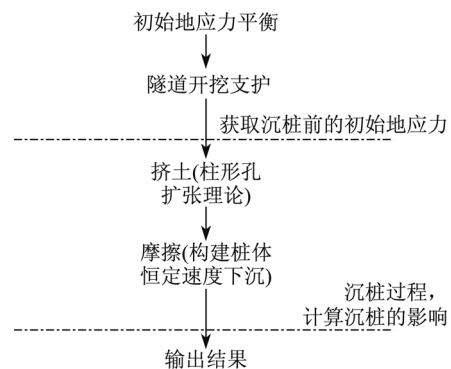 初始地应力平衡
隧道开挖支护
获取沉桩前的初始地应力
挤土(柱形孔
扩张理论)
摩擦(构建桩体
恒定速度下沉)
沉桩过程,
计算沉桩的影响
输出结果